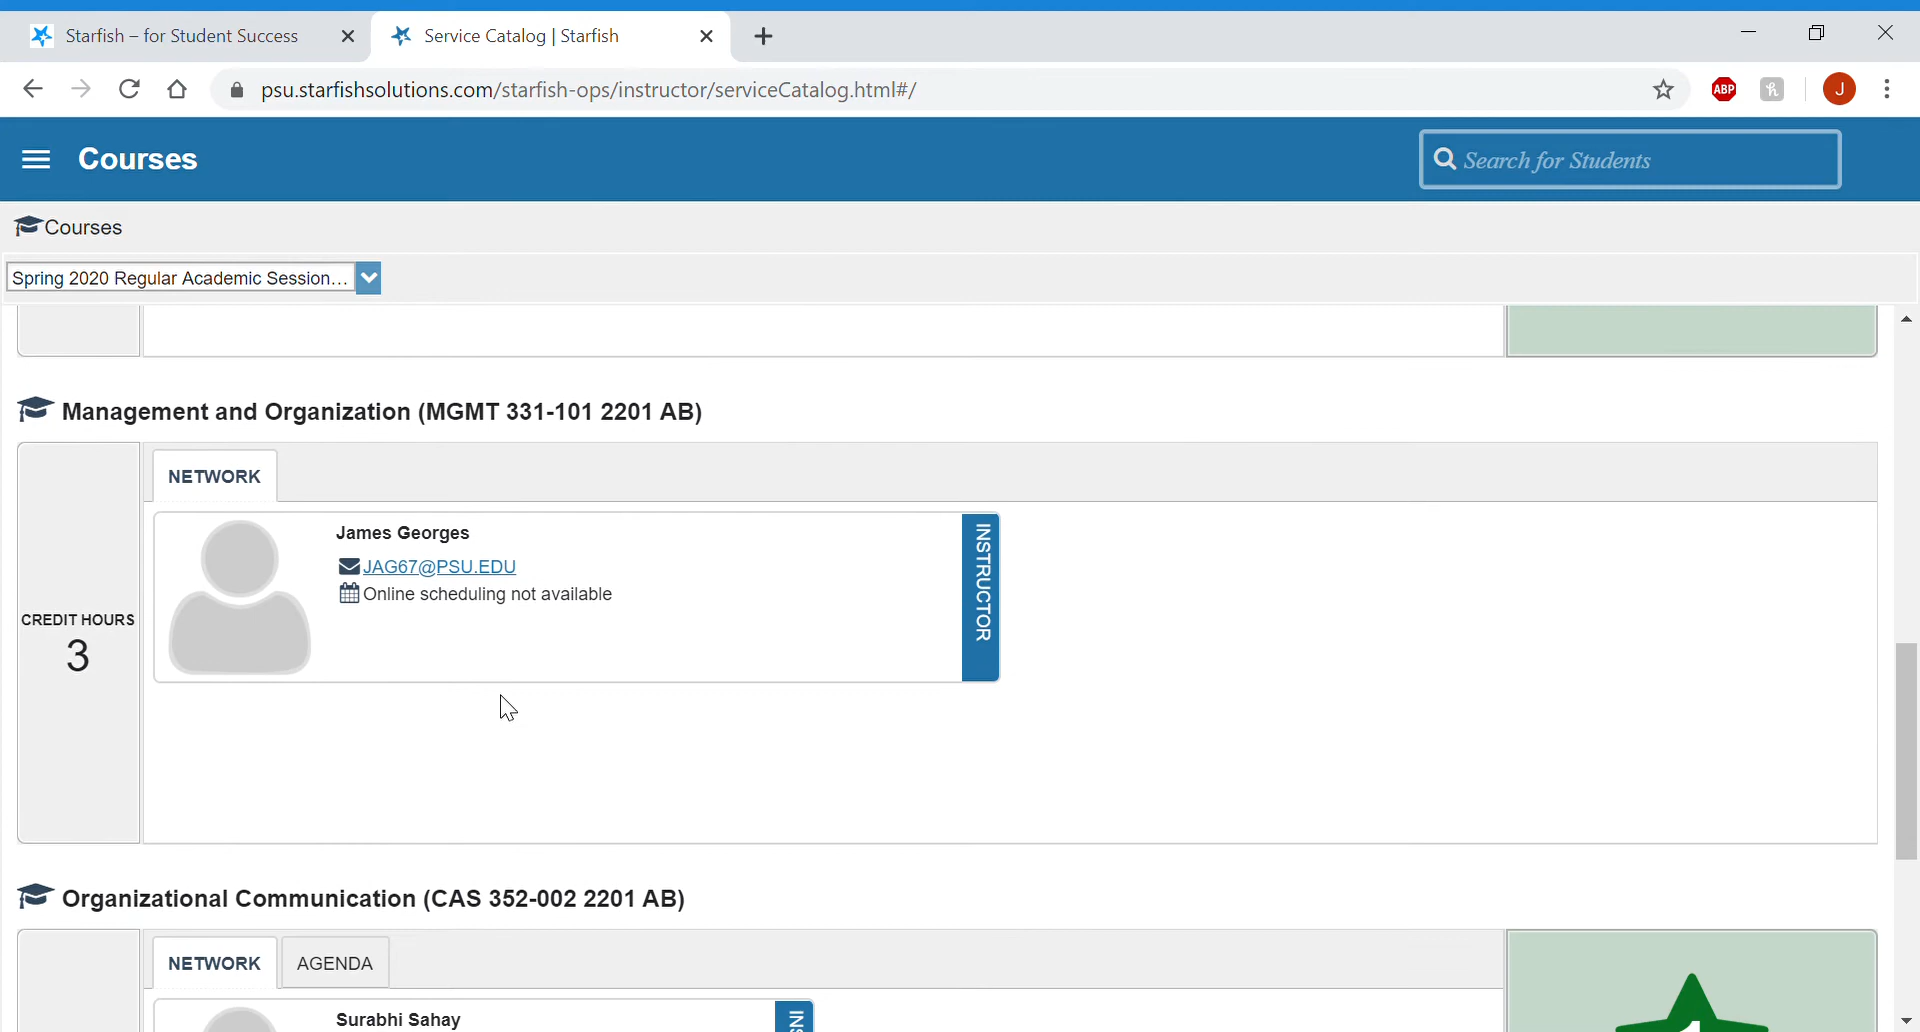 Starfish – for Student Success
Service Catalog | Starfish
psu.starfishsolutions.com/starfish-ops/instructor/serviceCatalog.html#/
ABP
J
Courses
Search for Students
Courses
Spring 2020 Regular Academic Session...
Management and Organization (MGMT 331-101 2201 AB)
NETWORK
James Georges
JAG67@PSU.EDU
Online scheduling not available
INSTRUCTOR
CREDIT HOURS
3
Organizational Communication (CAS 352-002 2201 AB)
NETWORK
AGENDA
Surabhi Sahay